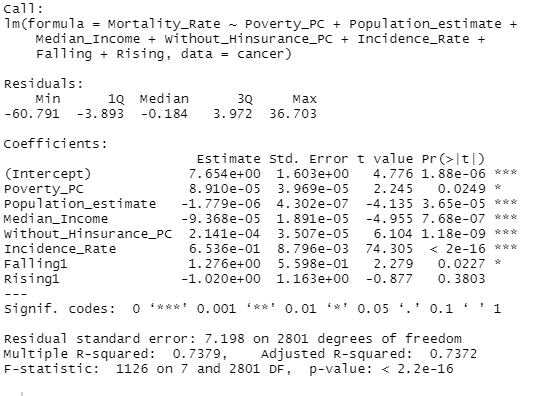 Call:
lm(formula = Mortality_Rate ~ Poverty_PC + Population_estimate +
    Median_Income + Without_Hinsurance_PC + Incidence_Rate +
    Falling + Rising, data = cancer)

Residuals:
    Min      1Q  Median      3Q     Max
-60.791  -3.893  -0.184   3.972  36.703

Coefficients:
                        Estimate Std. Error t value Pr(>|t|)
(Intercept)            7.654e+00  1.603e+00   4.776 1.88e-06 ***
Poverty_PC             8.910e-05  3.969e-05   2.245   0.0249 *
Population_estimate   -1.779e-06  4.302e-07  -4.135 3.65e-05 ***
Median_Income         -9.368e-05  1.891e-05  -4.955 7.68e-07 ***
Without_Hinsurance_PC  2.141e-04  3.507e-05   6.104 1.18e-09 ***
Incidence_Rate         6.536e-01  8.796e-03  74.305  < 2e-16 ***
Falling1               1.276e+00  5.598e-01   2.279   0.0227 *
Rising1               -1.020e+00  1.163e+00  -0.877   0.3803
---
Signif. codes:  0 ‘***’ 0.001 ‘**’ 0.01 ‘*’ 0.05 ‘.’ 0.1 ‘ ’ 1

Residual standard error: 7.198 on 2801 degrees of freedom
Multiple R-squared:  0.7379,    Adjusted R-squared:  0.7372
F-statistic:  1126 on 7 and 2801 DF,  p-value: < 2.2e-16